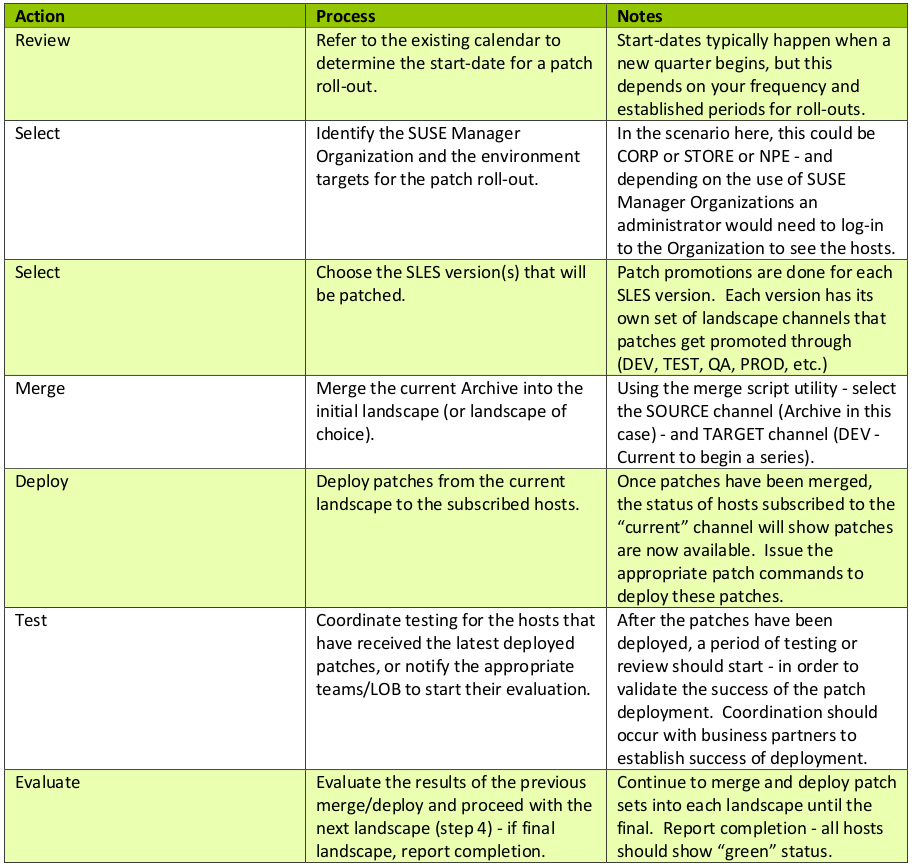 Action
Process
Notes
Review
Refer to the existing calendar to
determine the start-date for a patch
roll-out.
Start-dates typically happen when a
new quarter begins, but this
depends on your frequency and
established periods for roll-outs.
Select
Identify the SUSE Manager
Organization and the environment
targets for the patch roll-out.
In the scenario here, this could be
CORP or STORE or NPE - and
depending on the use of SUSE
Manager Organizations an
administrator would need to log-in
to the Organization to see the hosts.
Select
Choose the SLES version(s) that will
be patched.
Patch promotions are done for each
SLES version.  Each version has its
own set of landscape channels that
patches get promoted through
(DEV, TEST, QA, PROD, etc.)
Merge
Merge the current Archive into the
initial landscape (or landscape of
choice).
Using the merge script utility - select
the SOURCE channel (Archive in this
case) - and TARGET channel (DEV -
Current to begin a series).
Deploy
Deploy patches from the current
landscape to the subscribed hosts.
Once patches have been merged,
the status of hosts subscribed to the
“current” channel will show patches
are now available.  Issue the
appropriate patch commands to
deploy these patches.
Test
Coordinate testing for the hosts that
have received the latest deployed
patches, or notify the appropriate
teams/LOB to start their evaluation.
After the patches have been
deployed, a period of testing or
review should start - in order to
validate the success of the patch
deployment.  Coordination should
occur with business partners to
establish success of deployment.
Evaluate
Evaluate the results of the previous
merge/deploy and proceed with the
next landscape (step 4) - if final
landscape, report completion.
Continue to merge and deploy patch
sets into each landscape until the
final.  Report completion - all hosts
should show “green” status.